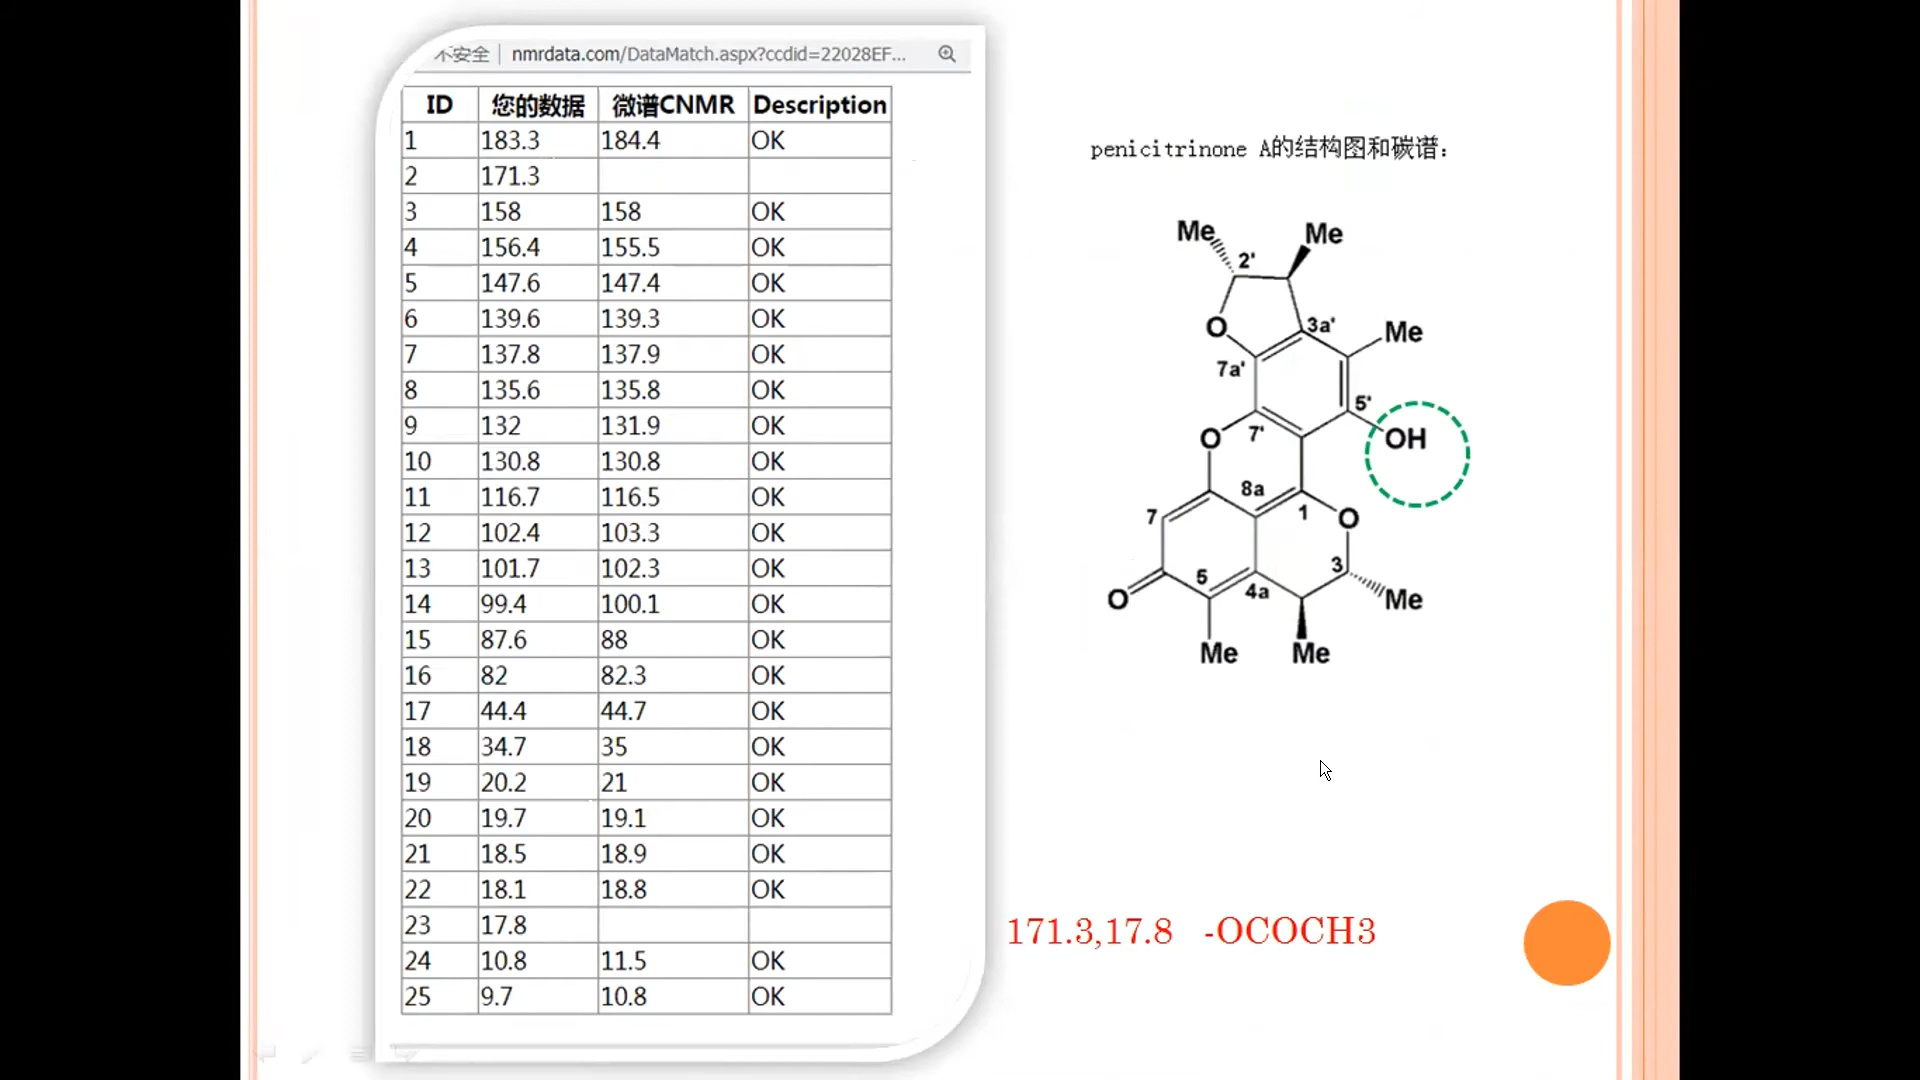 不安全 | nmrdata.com/DataMatch.aspx?ccdid=22028EF...
ID 您的数据 微谱CNMR Description
1 183.3 184.4 OK
2 171.3
3 158 158 OK
4 156.4 155.5 OK
5 147.6 147.4 OK
6 139.6 139.3 OK
7 137.8 137.9 OK
8 135.6 135.8 OK
9 132 131.9 OK
10 130.8 130.8 OK
11 116.7 116.5 OK
12 102.4 103.3 OK
13 101.7 102.3 OK
14 99.4 100.1 OK
15 87.6 88 OK
16 82 82.3 OK
17 44.4 44.7 OK
18 34.7 35 OK
19 20.2 21 OK
20 19.7 19.1 OK
21 18.5 18.9 OK
22 18.1 18.8 OK
23 17.8
24 10.8 11.5 OK
25 9.7 10.8 OK
penicitrinone A的结构图和碳谱:
Me Me
2'
O 3a' Me
7a'
5'
O 7' OH
8a
7 1 O
3
5
O 4a Me
Me Me
171.3,17.8 -OCOCH3